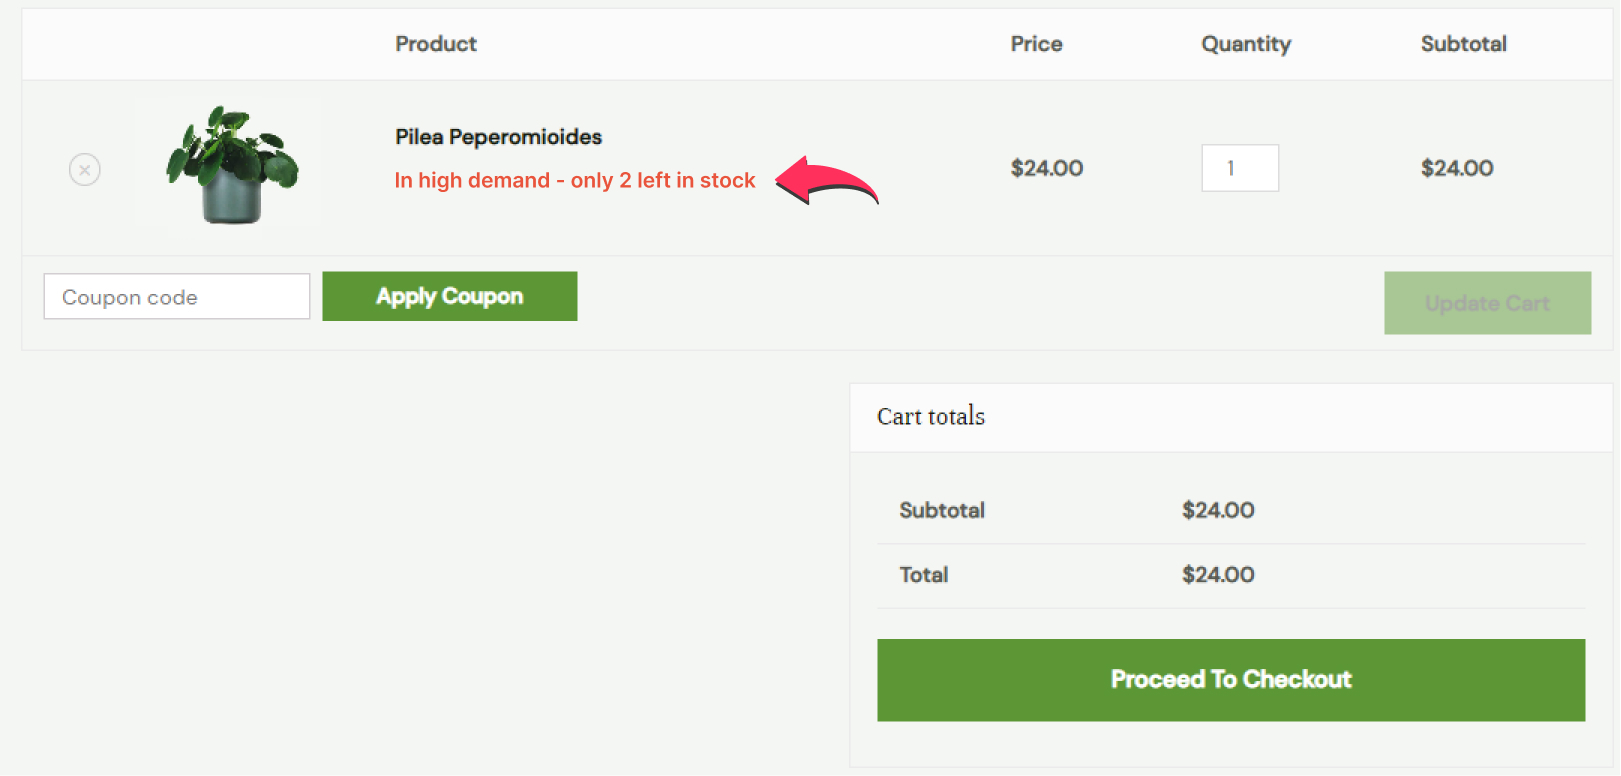 Product Price Quantity Subtotal
Pilea Peperomioides
In high demand - only 2 left in stock
$24.00 1 $24.00
Coupon code Apply Coupon Update Cart
Cart totals
Subtotal $24.00
Total $24.00
Proceed To Checkout